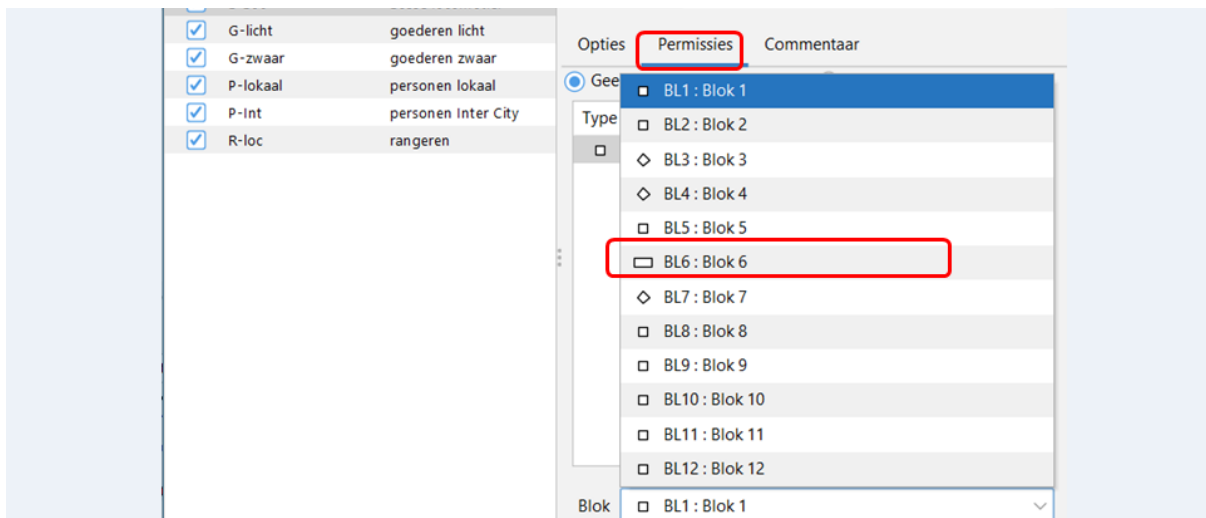 G-licht goederen licht
G-zwaar goederen zwaar
P-lokaal personen lokaal
P-Int personen Inter City
R-loc rangeren
Opties Permissies Commentaar
Gee
Type
BL1 : Blok 1
BL2 : Blok 2
BL3 : Blok 3
BL4 : Blok 4
BL5 : Blok 5
BL6 : Blok 6
BL7 : Blok 7
BL8 : Blok 8
BL9 : Blok 9
BL10 : Blok 10
BL11 : Blok 11
BL12 : Blok 12
Blok BL1 : Blok 1